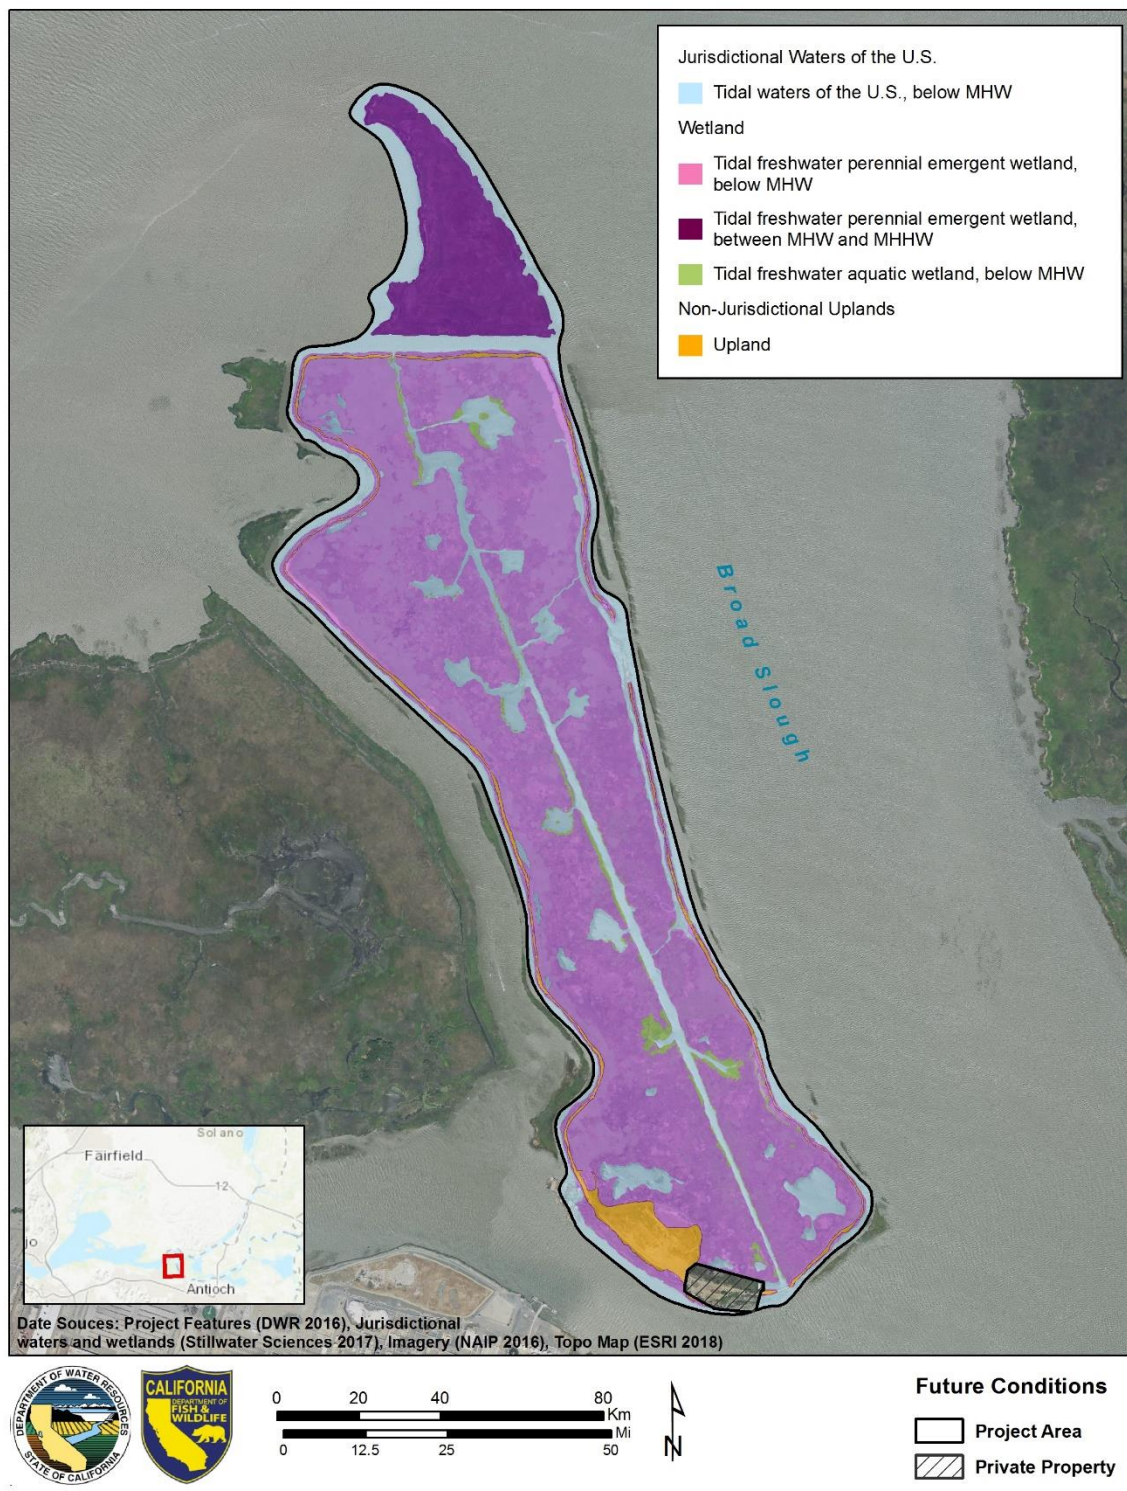 Jurisdictional Waters of the U.S.
Tidal waters of the U.S., below MHW
Wetland
Tidal freshwater perennial emergent wetland,
below MHW
Tidal freshwater perennial emergent wetland,
between MHW and MHHW
Tidal freshwater aquatic wetland, below MHW
Non-Jurisdictional Uplands
Upland
Broad Slough
Solano
Fairfield
12
jo
Antioch
Date Souces: Project Features (DWR 2016), Jurisdictional
waters and wetlands (Stillwater Sciences 2017), Imagery (NAIP 2016), Topo Map (ESRI 2018)
DEPARTMENT OF WATER RESOURCES
STATE OF CALIFORNIA
CALIFORNIA
DEPARTMENT OF
FISH &
WILDLIFE
0 20 40 80
Km
Mi
0 12.5 25 50
N
Future Conditions
Project Area
Private Property